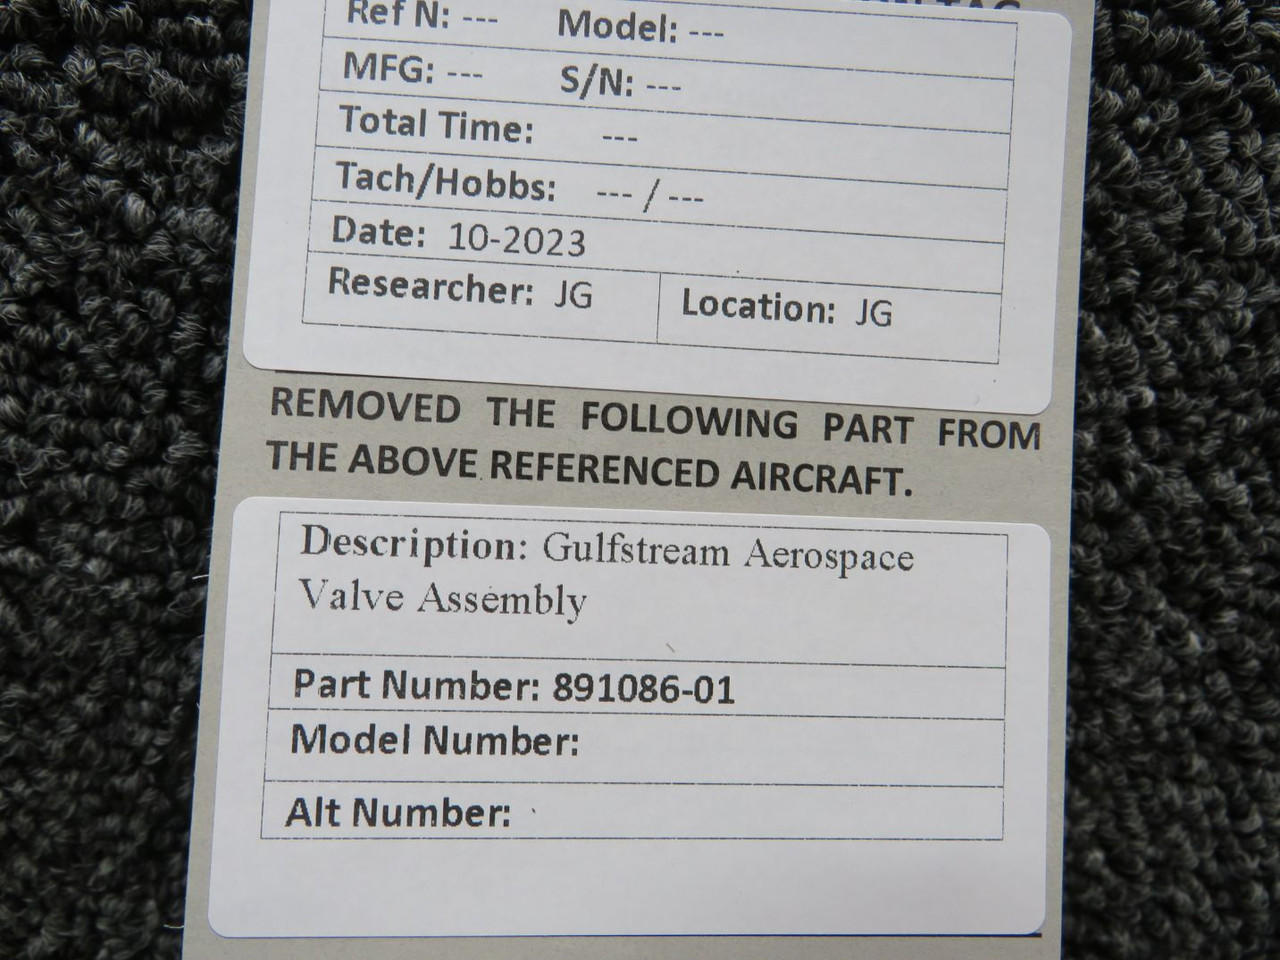 Ref N: --- Model: ---
MFG: --- S/N: ---
Total Time: ---
Tach/Hobbs: --- / ---
Date: 10-2023
Researcher: JG Location: JG
REMOVED THE FOLLOWING PART FROM
THE ABOVE REFERENCED AIRCRAFT.
Description: Gulfstream Aerospace
Valve Assembly
Part Number: 891086-01
Model Number:
Alt Number: